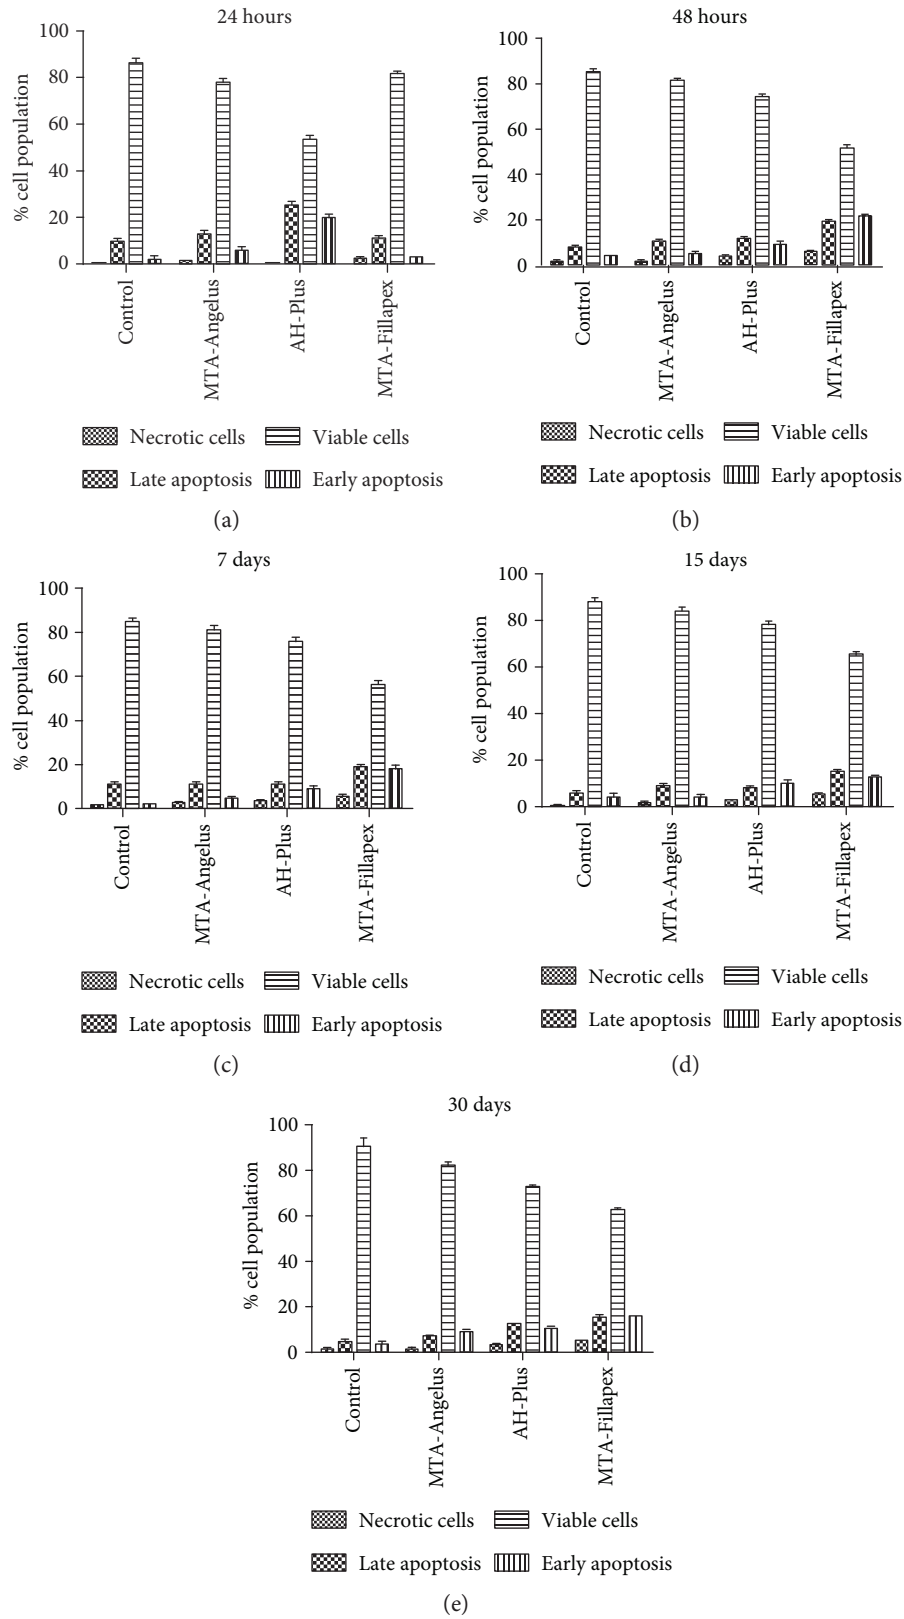 24 hours
100
80
60
40
20
0
% cell population
Control
MTA-Angelus
AH-Plus
MTA-Fillapex
Necrotic cells
Viable cells
Late apoptosis
Early apoptosis
(a)
48 hours
100
80
60
40
20
0
% cell population
Control
MTA-Angelus
AH-Plus
MTA-Fillapex
Necrotic cells
Viable cells
Late apoptosis
Early apoptosis
(b)
7 days
100
80
60
40
20
0
% cell population
Control
MTA-Angelus
AH-Plus
MTA-Fillapex
Necrotic cells
Viable cells
Late apoptosis
Early apoptosis
(c)
15 days
100
80
60
40
20
0
% cell population
Control
MTA-Angelus
AH-Plus
MTA-Fillapex
Necrotic cells
Viable cells
Late apoptosis
Early apoptosis
(d)
30 days
100
80
60
40
20
0
% cell population
Control
MTA-Angelus
AH-Plus
MTA-Fillapex
Necrotic cells
Viable cells
Late apoptosis
Early apoptosis
(e)